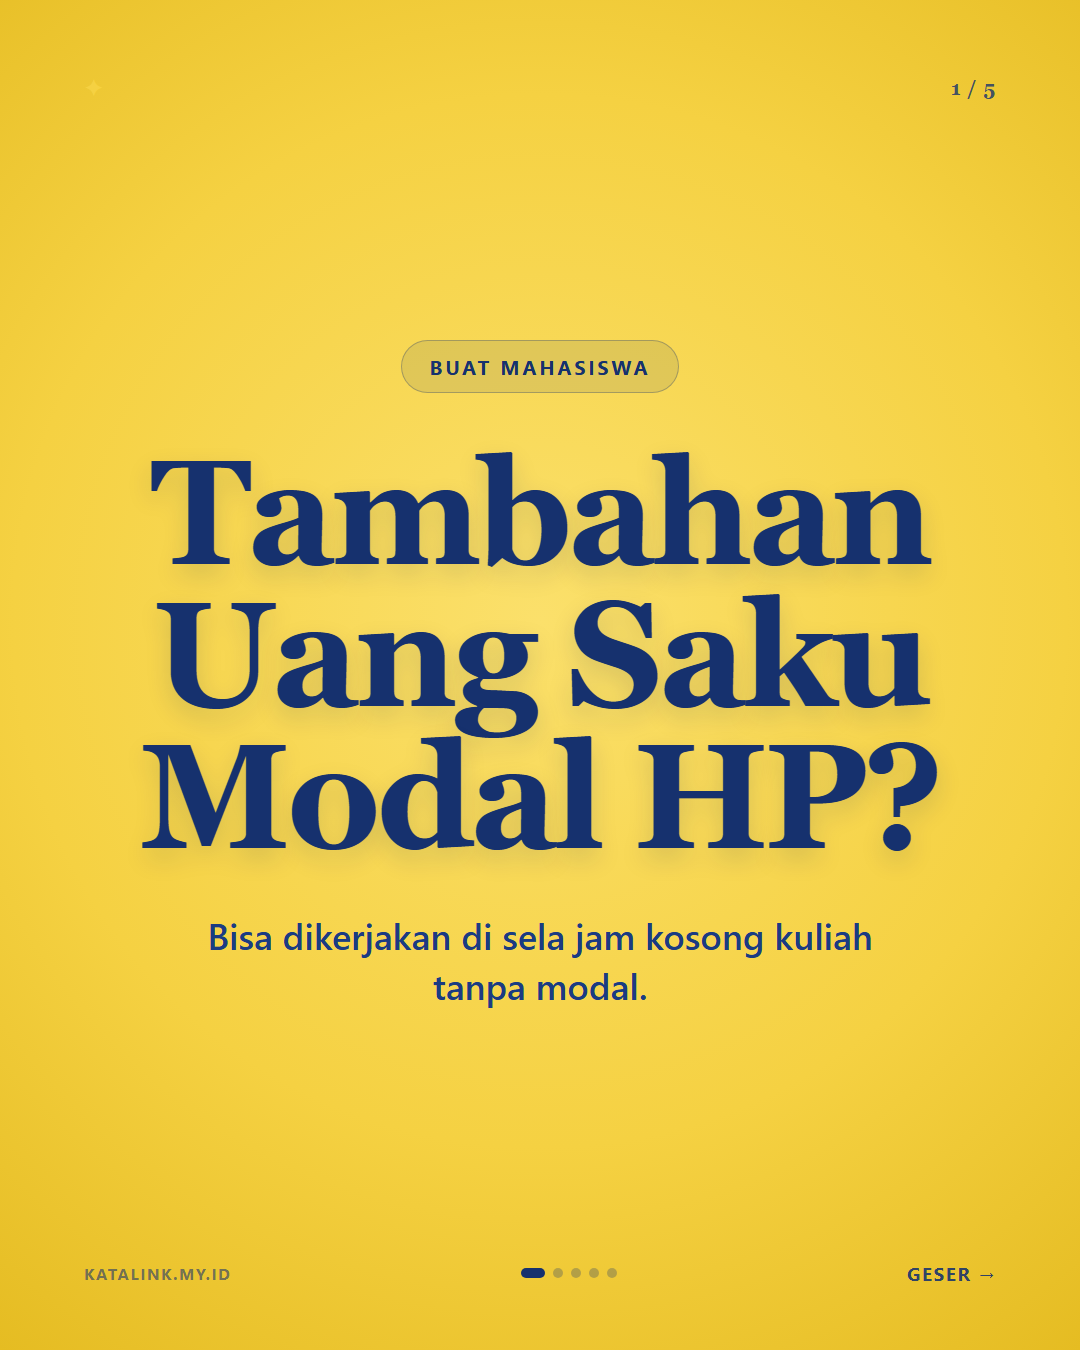 1 / 5
BUAT MAHASISWA
Tambahan
Uang Saku
Modal HP?
Bisa dikerjakan di sela jam kosong kuliah
tanpa modal.
KATALINK.MY.ID
GESER →